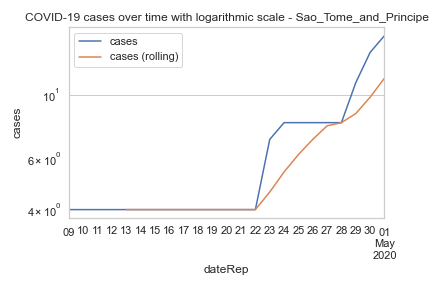 COVID-19 cases over time with logarithmic scale - Sao_Tome_and_Principe
cases
cases (rolling)
cases
10¹
6 × 10⁰
4 × 10⁰
09 10 11 12 13 14 15 16 17 18 19 20 21 22 23 24 25 26 27 28 29 30 01
May
2020
dateRep